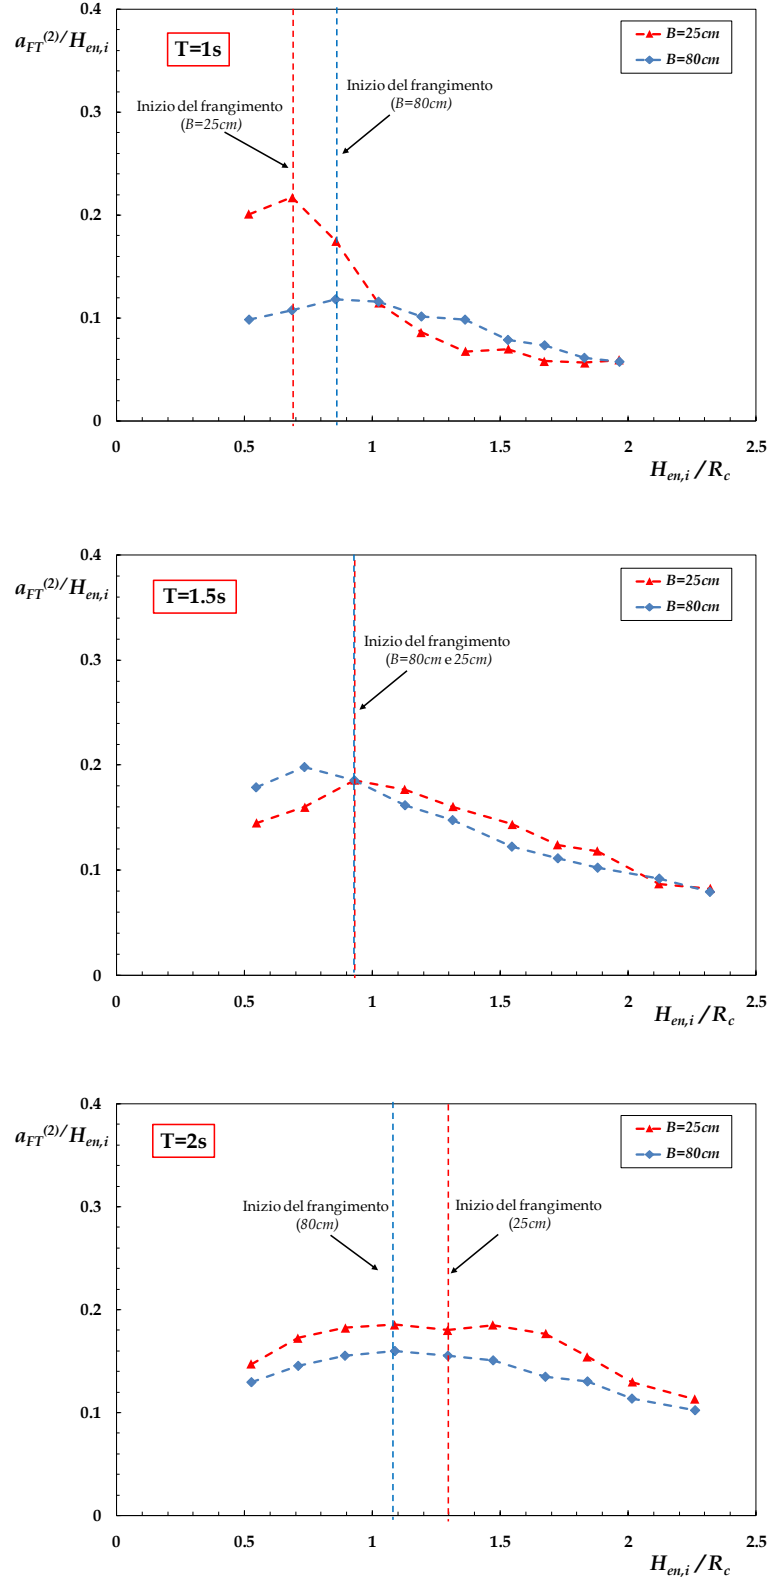 a_FT^(2)/H_en,i
T=1s
B=25cm
B=80cm
Inizio del frangimento
(B=25cm)
Inizio del frangimento
(B=80cm)
0.4
0.3
0.2
0.1
0
0 0.5 1 1.5 2 2.5
H_en,i / R_c
a_FT^(2)/H_en,i
T=1.5s
B=25cm
B=80cm
Inizio del frangimento
(B=80cm e 25cm)
0.4
0.3
0.2
0.1
0
0 0.5 1 1.5 2 2.5
H_en,i / R_c
a_FT^(2)/H_en,i
T=2s
B=25cm
B=80cm
Inizio del frangimento
(80cm)
Inizio del frangimento
(25cm)
0.4
0.3
0.2
0.1
0
0 0.5 1 1.5 2 2.5
H_en,i / R_c